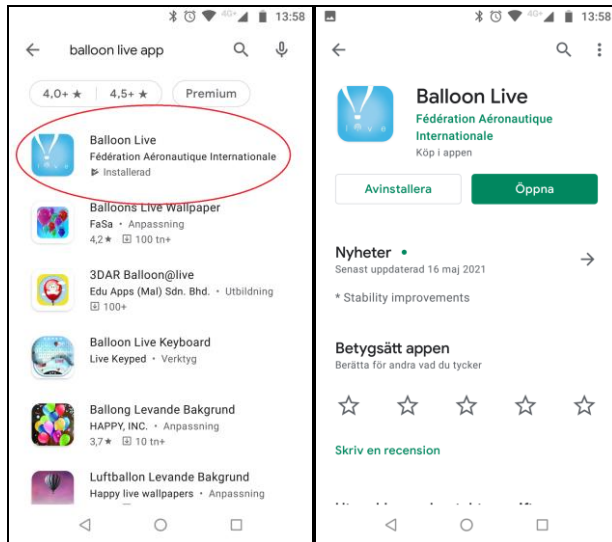 4G+ 13:58
balloon live app
4,0+ ★ 4,5+ ★ Premium
Balloon Live
Fédération Aéronautique Internationale
Installerad
Balloons Live Wallpaper
FaSa • Anpassning
4,2 ★ 100 tn+
3DAR Balloon@live
Edu Apps (Mal) Sdn. Bhd. • Utbildning
100+
Balloon Live Keyboard
Live Keyped • Verktyg
Ballong Levande Bakgrund
HAPPY, INC. • Anpassning
3,7 ★ 10 tn+
Luftballon Levande Bakgrund
Happy live wallpapers • Anpassning
4G+ 13:58
Balloon Live
Fédération Aéronautique
Internationale
Köp i appen
Avinstallera Öppna
Nyheter •
Senast uppdaterad 16 maj 2021
* Stability improvements
Betygsätt appen
Berätta för andra vad du tycker
Skriv en recension